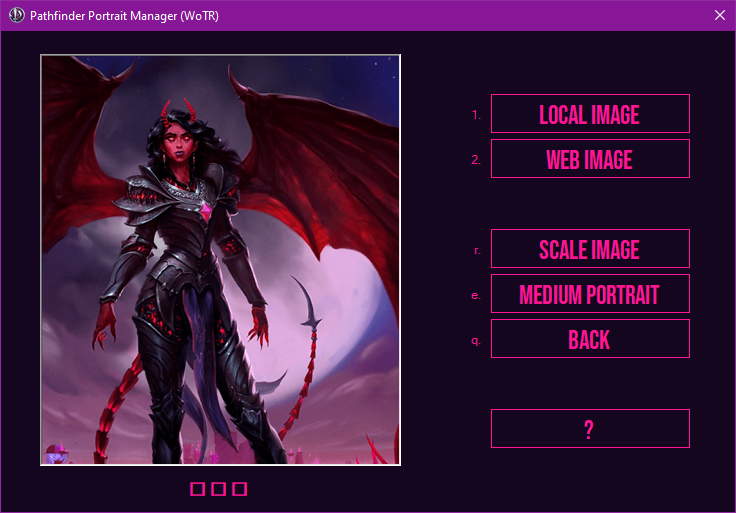 Pathfinder Portrait Manager (WoTR)
1. LOCAL IMAGE
2. WEB IMAGE
r. SCALE IMAGE
e. MEDIUM PORTRAIT
q. BACK
?